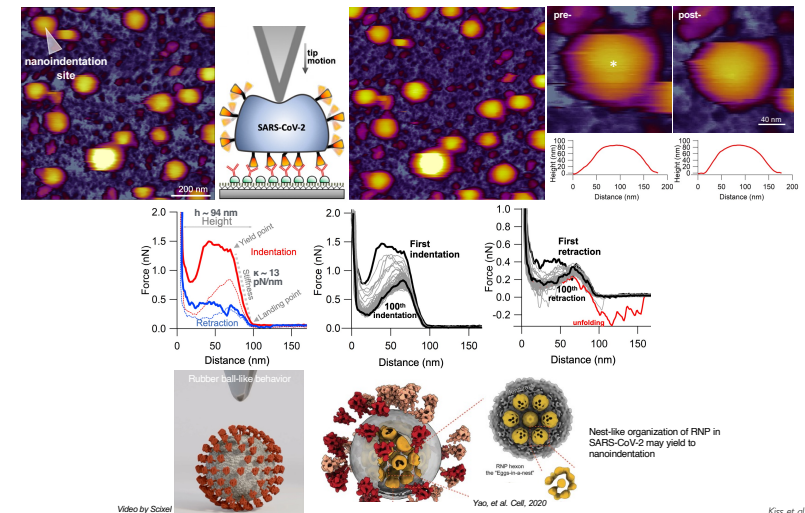 nanoindentation
site
200 nm
tip
motion
SARS-CoV-2
pre-
*
post-
40 nm
Height (nm)
100
80
60
40
20
0
0 50 100 150 200
Distance (nm)
Height (nm)
100
80
60
40
20
0
0 50 100 150 200
Distance (nm)
h ~ 94 nm
Height
Yield point
Indentation
Stiffness
κ ~ 13
pN/nm
Landing point
Retraction
Force (nN)
2.0
1.5
1.0
0.5
0.0
0 50 100 150
Distance (nm)
First
indentation
100th
indentation
Force (nN)
2.0
1.5
1.0
0.5
0.0
0 50 100 150
Distance (nm)
First
retraction
100th
retraction
unfolding
Force (nN)
1.0
0.8
0.6
0.4
0.2
0.0
-0.2
0 50 100 150
Distance (nm)
Rubber ball-like behavior
Video by Scixel
RNP hexon
the "Eggs-in-a-nest"
Yao, et al. Cell, 2020
Nest-like organization of RNP in
SARS-CoV-2 may yield to
nanoindentation
Kiss et al